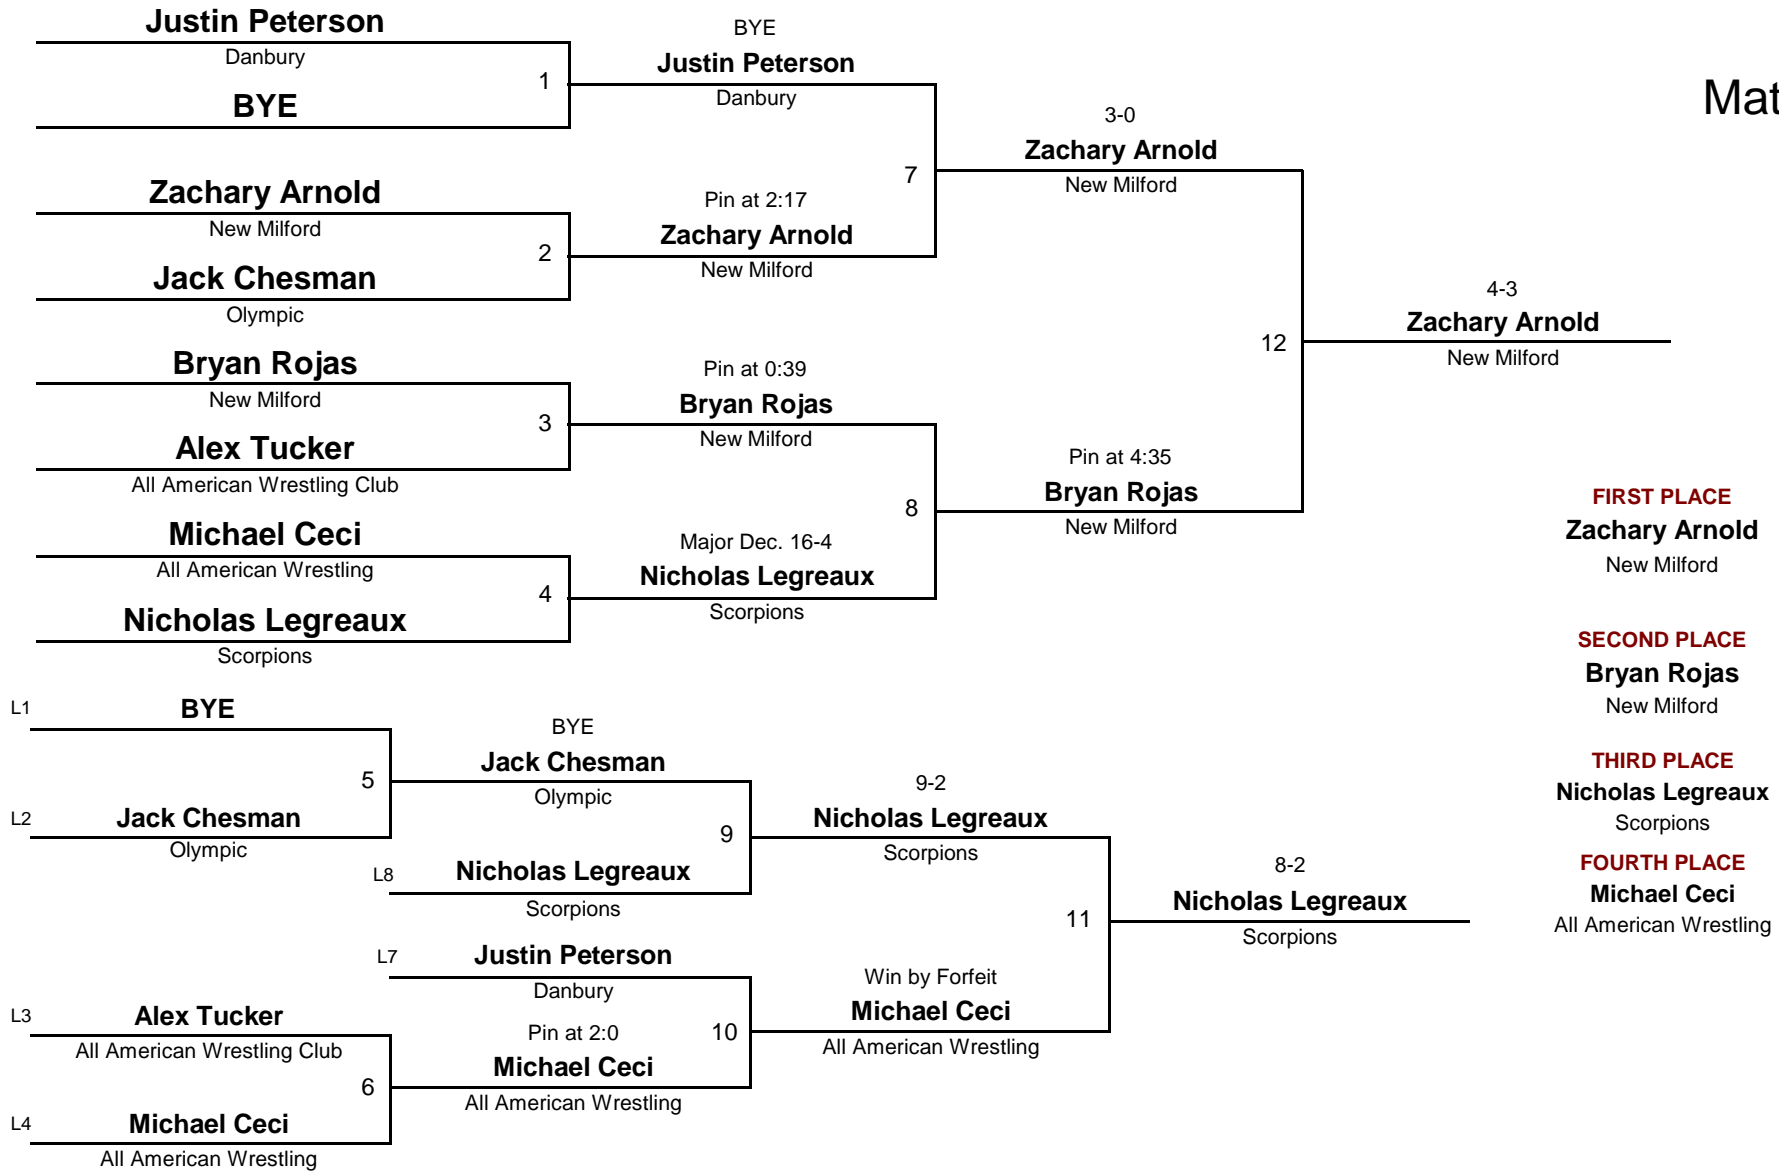 Justin Peterson
Danbury
1
BYE
BYE
Justin Peterson
Danbury
Mat
Zachary Arnold
New Milford
2
Jack Chesman
Olympic
Pin at 2:17
Zachary Arnold
New Milford
7
3-0
Zachary Arnold
New Milford
Bryan Rojas
New Milford
3
Alex Tucker
All American Wrestling Club
Pin at 0:39
Bryan Rojas
New Milford
Michael Ceci
All American Wrestling
4
Nicholas Legreaux
Scorpions
Major Dec. 16-4
Nicholas Legreaux
Scorpions
8
Pin at 4:35
Bryan Rojas
New Milford
12
4-3
Zachary Arnold
New Milford
FIRST PLACE
Zachary Arnold
New Milford
SECOND PLACE
Bryan Rojas
New Milford
THIRD PLACE
Nicholas Legreaux
Scorpions
FOURTH PLACE
Michael Ceci
All American Wrestling
L1
BYE
5
L2
Jack Chesman
Olympic
BYE
Jack Chesman
Olympic
9
L8
Nicholas Legreaux
Scorpions
9-2
Nicholas Legreaux
Scorpions
L7
Justin Peterson
Danbury
10
L3
Alex Tucker
All American Wrestling Club
6
L4
Michael Ceci
All American Wrestling
Pin at 2:0
Michael Ceci
All American Wrestling
Win by Forfeit
Michael Ceci
All American Wrestling
11
8-2
Nicholas Legreaux
Scorpions